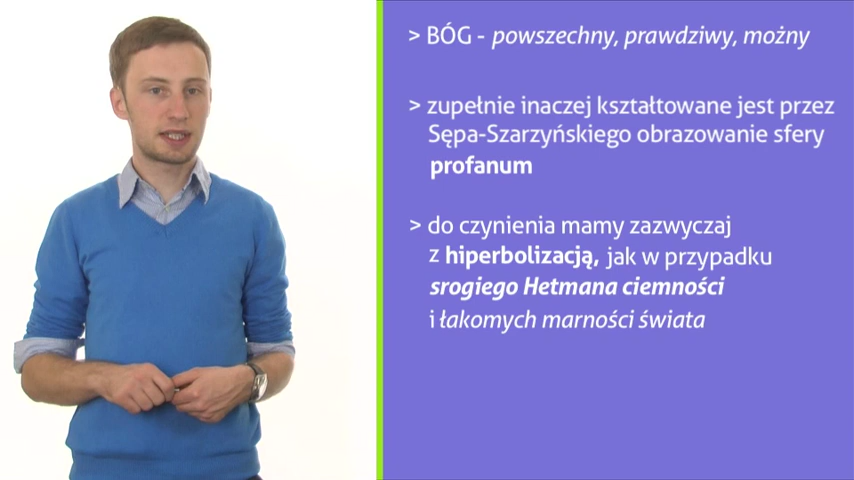 > BÓG - powszechny, prawdziwy, możny
> zupełnie inaczej kształtowane jest przez
Sępa-Szarzyńskiego obrazowanie sfery
profanum
> do czynienia mamy zazwyczaj
z hiperbolizacją, jak w przypadku
srogiego Hetmana ciemności
i łakomych marności świata